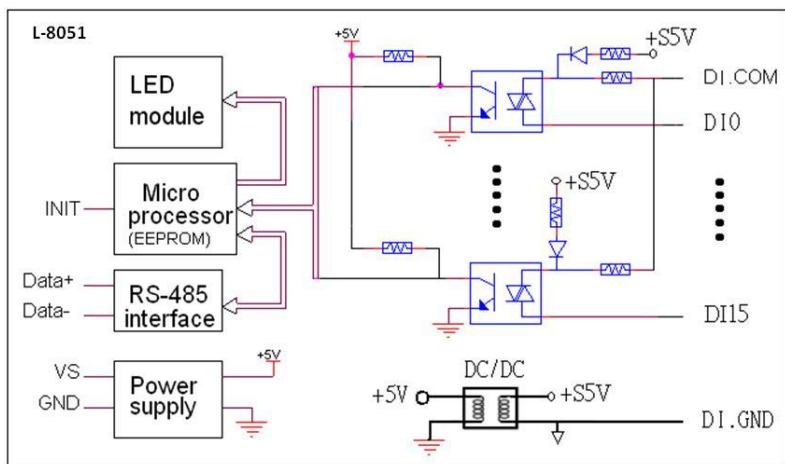 L-8051
LED
module
+5V
+S5V
DI.COM
DI0
INIT
Micro
processor
(EEPROM)
+S5V
Data+
Data-
RS-485
interface
DI15
VS
GND
Power
supply
+5V
DC/DC
+5V
+S5V
DI.GND